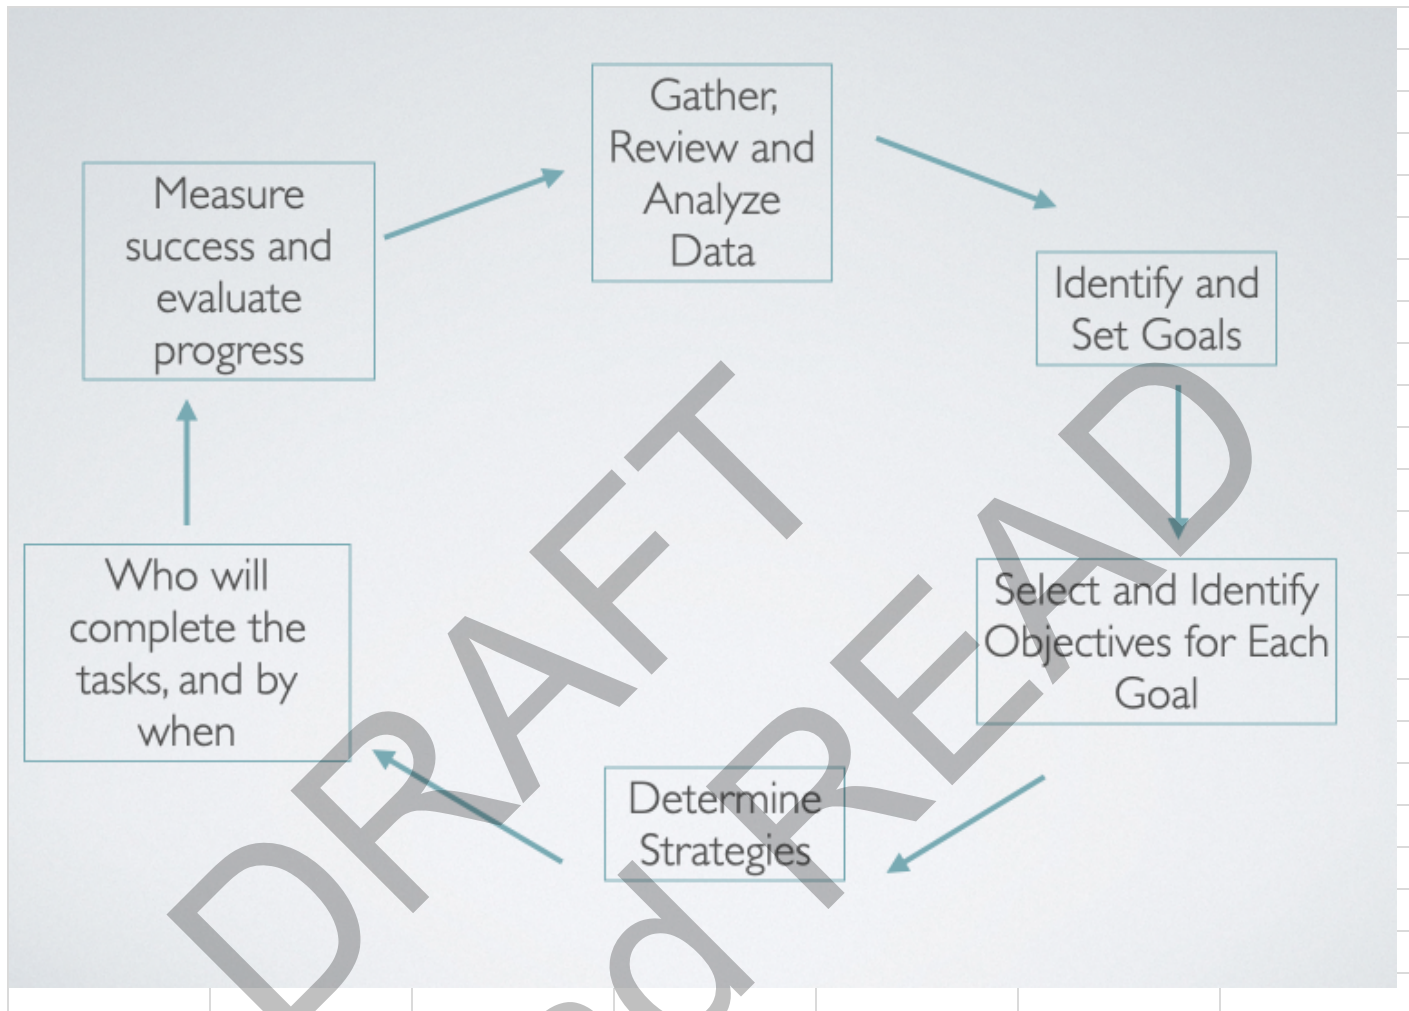 Gather,
Review and
Analyze
Data
Identify and
Set Goals
Select and Identify
Objectives for Each
Goal
Determine
Strategies
Who will
complete the
tasks, and by
when
Measure
success and
evaluate
progress
DRAFT
READ